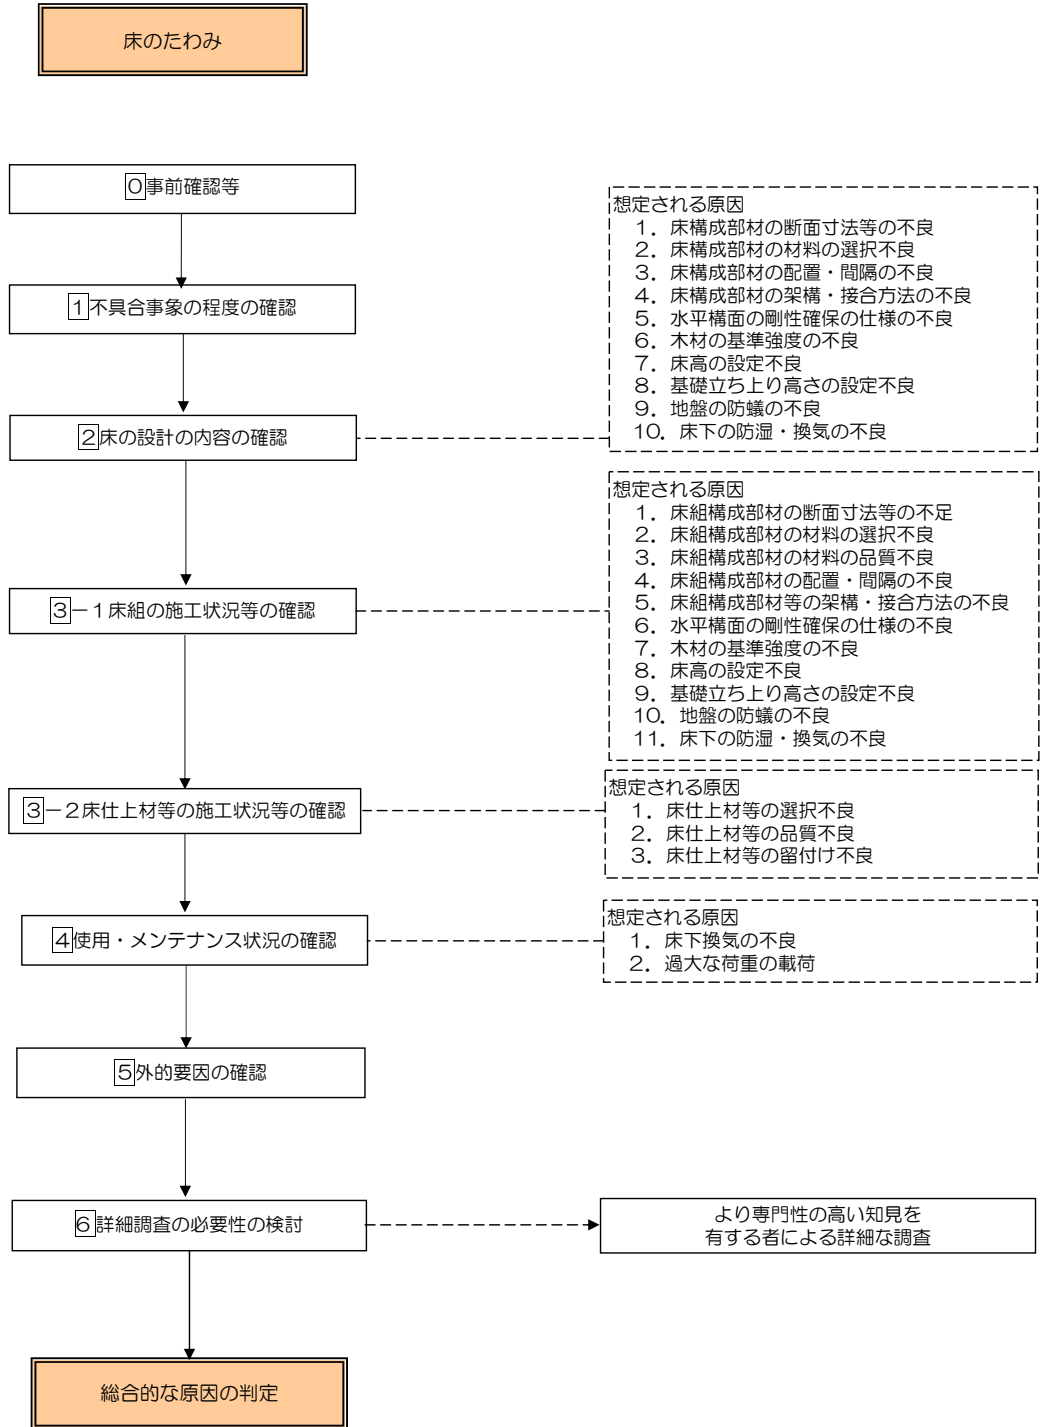 床のたわみ
0事前確認等
1不具合事象の程度の確認
2床の設計の内容の確認
想定される原因
1．床構成部材の断面寸法等の不良
2．床構成部材の材料の選択不良
3．床構成部材の配置・間隔の不良
4．床構成部材の架構・接合方法の不良
5．水平構面の剛性確保の仕様の不良
6．木材の基準強度の不良
7．床高の設定不良
8．基礎立ち上り高さの設定不良
9．地盤の防蟻の不良
10．床下の防湿・換気の不良
3－1床組の施工状況等の確認
想定される原因
1．床組構成部材の断面寸法等の不足
2．床組構成部材の材料の選択不良
3．床組構成部材の材料の品質不良
4．床組構成部材の配置・間隔の不良
5．床組構成部材等の架構・接合方法の不良
6．水平構面の剛性確保の仕様の不良
7．木材の基準強度の不良
8．床高の設定不良
9．基礎立ち上り高さの設定不良
10．地盤の防蟻の不良
11．床下の防湿・換気の不良
3－2床仕上材等の施工状況等の確認
想定される原因
1．床仕上材等の選択不良
2．床仕上材等の品質不良
3．床仕上材等の留付け不良
4使用・メンテナンス状況の確認
想定される原因
1．床下換気の不良
2．過大な荷重の載荷
5外的要因の確認
6詳細調査の必要性の検討
より専門性の高い知見を
有する者による詳細な調査
総合的な原因の判定